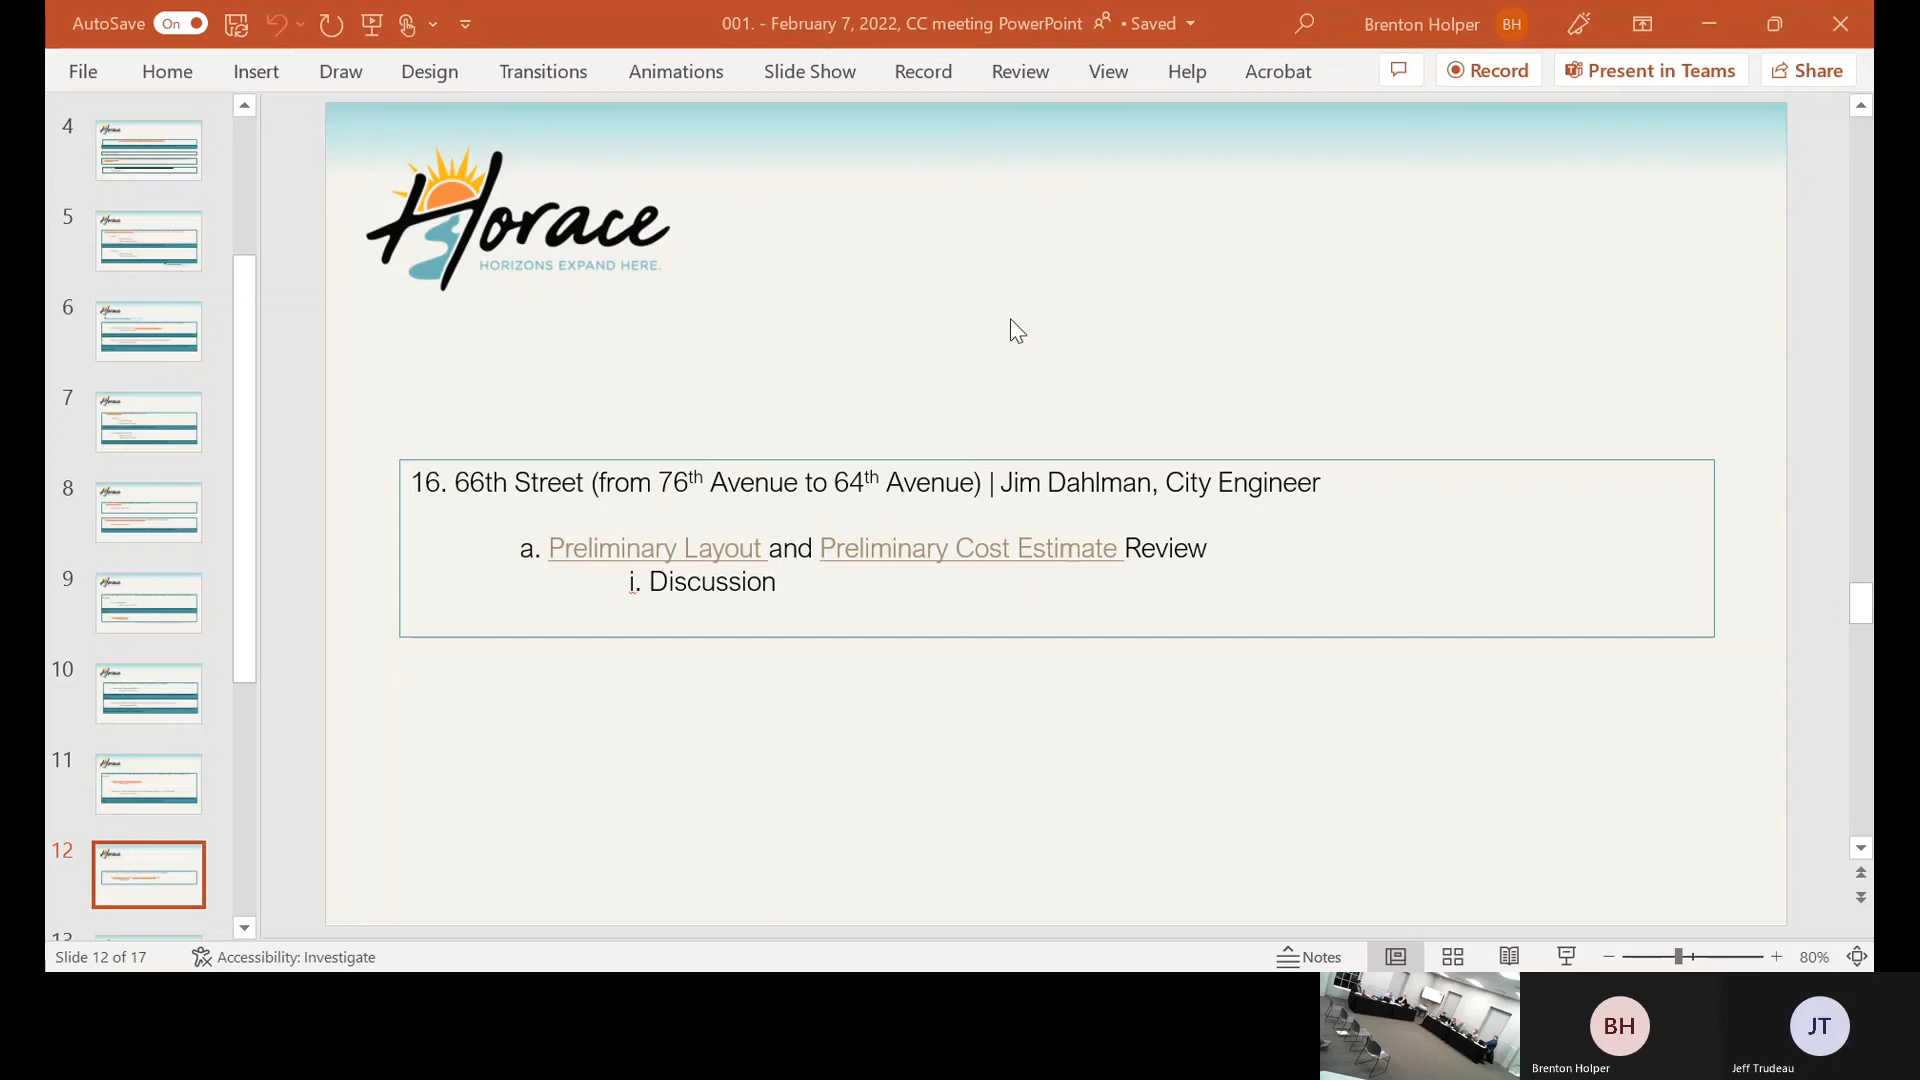 AutoSave On
001. - February 7, 2022, CC meeting PowerPoint • Saved
Brenton Holper BH
File Home Insert Draw Design Transitions Animations Slide Show Record Review View Help Acrobat
Record Present in Teams Share
4
5
6
7
8
9
10
11
12
13
Horace
HORIZONS EXPAND HERE.
16. 66th Street (from 76th Avenue to 64th Avenue) | Jim Dahlman, City Engineer
a. Preliminary Layout and Preliminary Cost Estimate Review
i. Discussion
Slide 12 of 17 Accessibility: Investigate Notes 80%
BH JT
Brenton Holper Jeff Trudeau